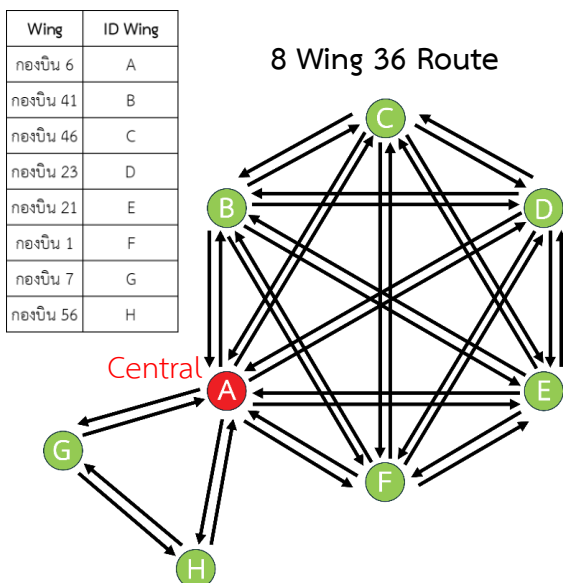 Wing ID Wing
กองบิน 6 A
กองบิน 41 B
กองบิน 46 C
กองบิน 23 D
กองบิน 21 E
กองบิน 1 F
กองบิน 7 G
กองบิน 56 H
8 Wing 36 Route
C
B
D
Central
A
E
G
F
H